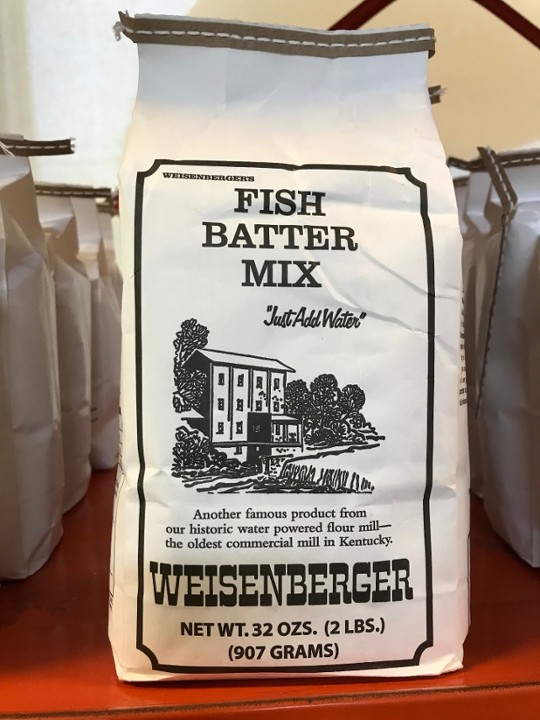 WEISENBERGER'S
FISH
BATTER
MIX
"Just Add Water"
Another famous product from
our historic water powered flour mill—
the oldest commercial mill in Kentucky.
WEISENBERGER
NET WT. 32 OZS. (2 LBS.)
(907 GRAMS)